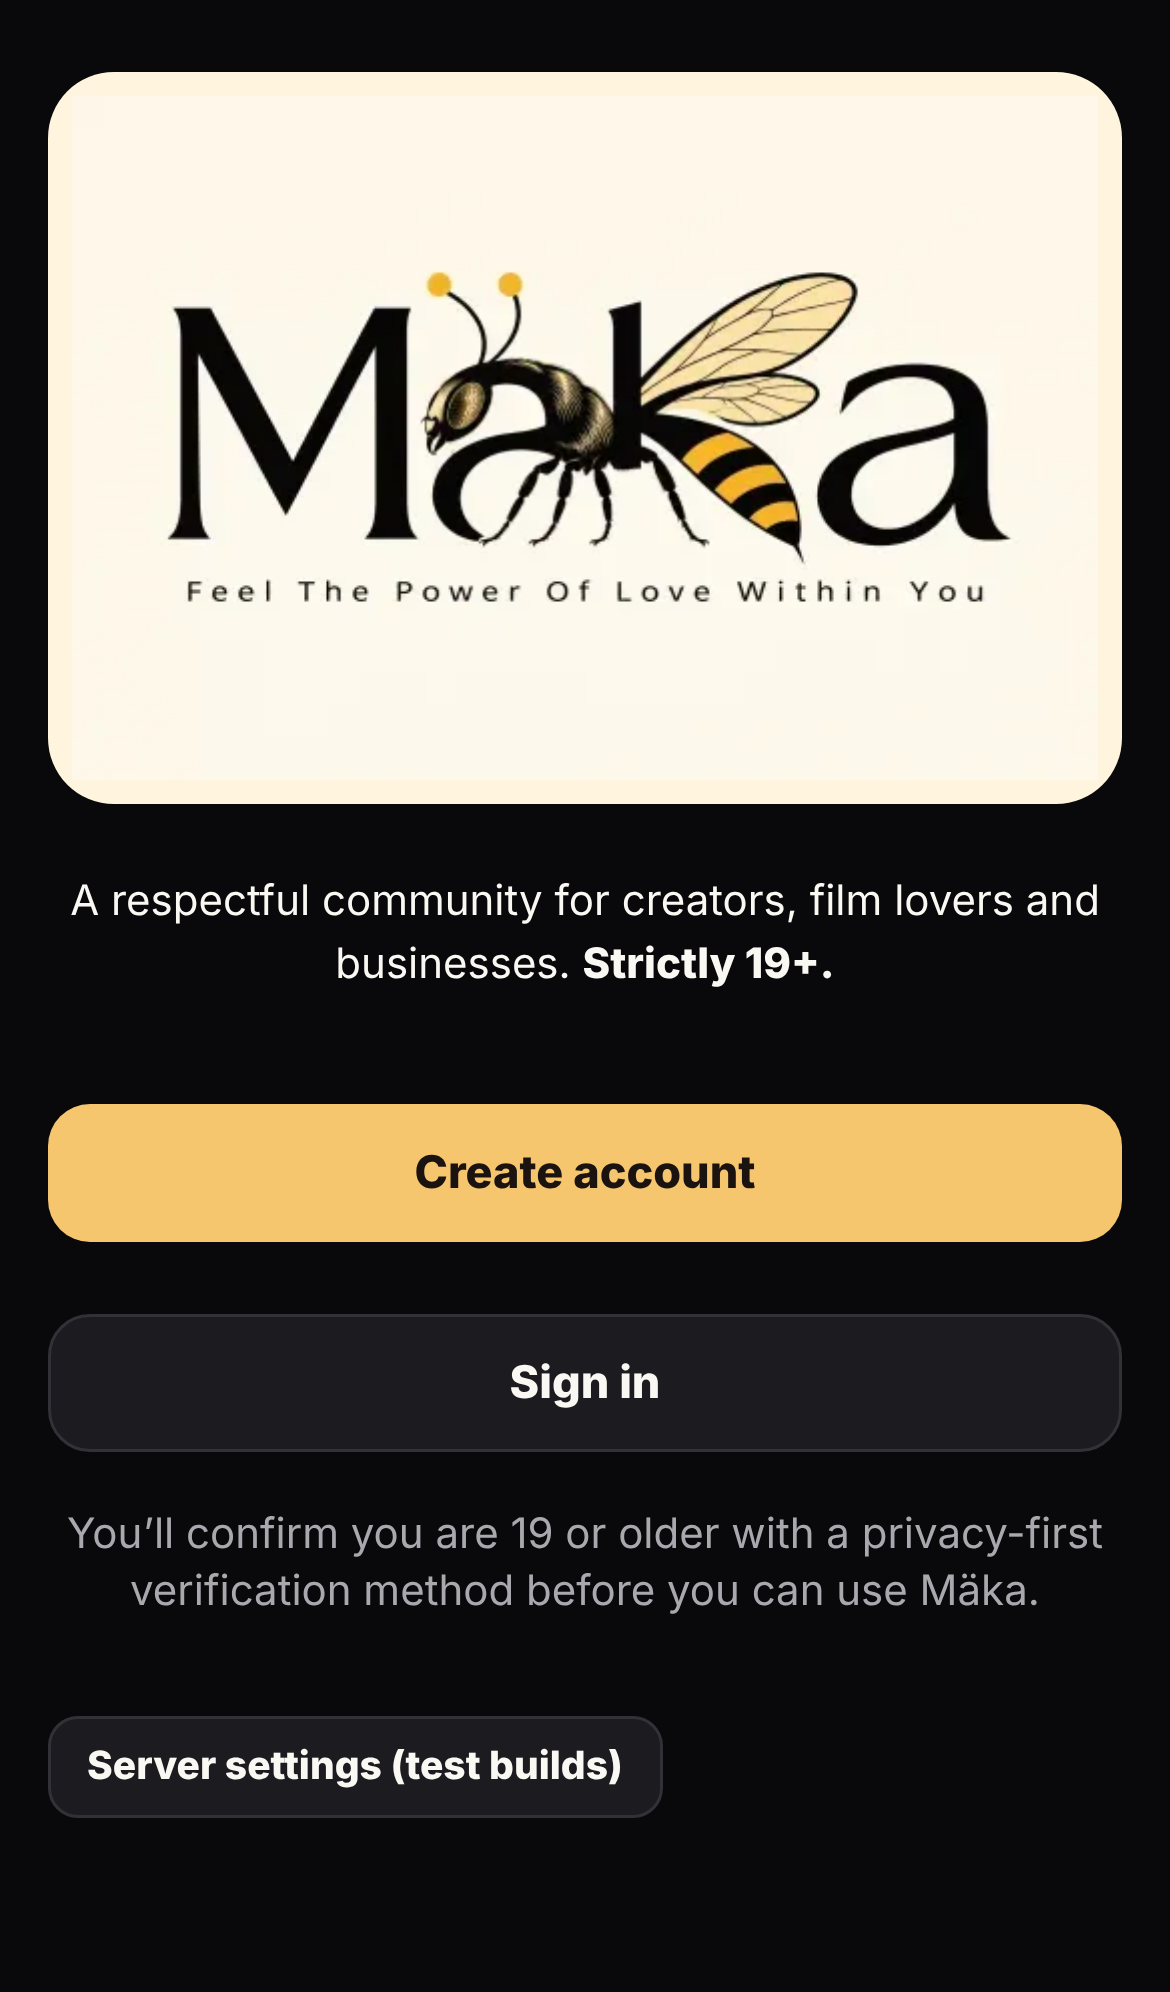 Mäka
Feel The Power Of Love Within You
A respectful community for creators, film lovers and
businesses. Strictly 19+.
Create account
Sign in
You’ll confirm you are 19 or older with a privacy-first
verification method before you can use Mäka.
Server settings (test builds)